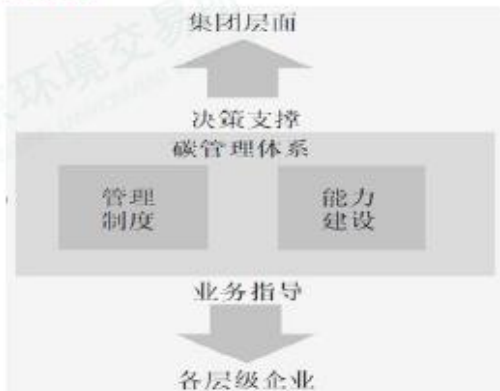 集团层面
决策支撑
碳管理体系
管理
制度
能力
建设
业务指导
各层级企业